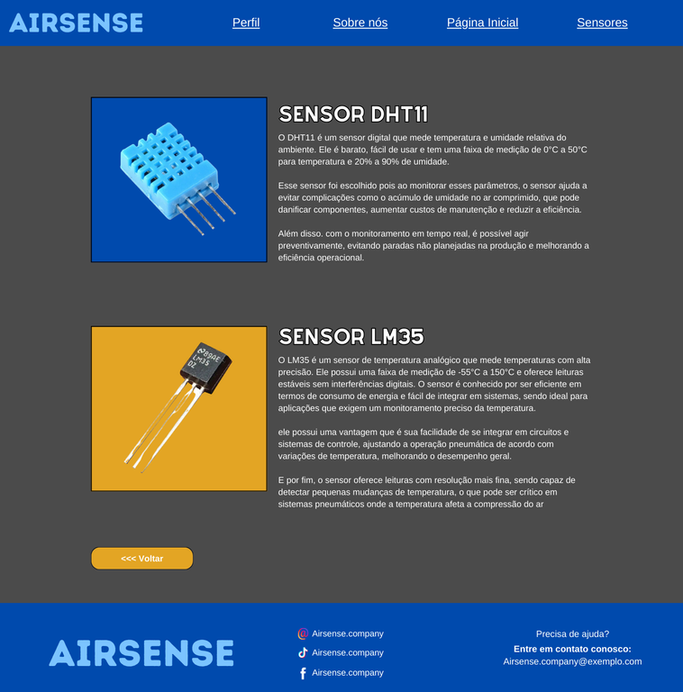 AIRSENSE
Perfil
Sobre nós
Página Inicial
Sensores
SENSOR DHT11
O DHT11 é um sensor digital que mede temperatura e umidade relativa do
ambiente. Ele é barato, fácil de usar e tem uma faixa de medição de 0°C a 50°C
para temperatura e 20% a 90% de umidade.
Esse sensor foi escolhido pois ao monitorar esses parâmetros, o sensor ajuda a
evitar complicações como o acúmulo de umidade no ar comprimido, que pode
danificar componentes, aumentar custos de manutenção e reduzir a eficiência.
Além disso. com o monitoramento em tempo real, é possível agir
preventivamente, evitando paradas não planejadas na produção e melhorando a
eficiência operacional.
SENSOR LM35
LM35
DZ
O LM35 é um sensor de temperatura analógico que mede temperaturas com alta
precisão. Ele possui uma faixa de medição de -55°C a 150°C e oferece leituras
estáveis sem interferências digitais. O sensor é conhecido por ser eficiente em
termos de consumo de energia e fácil de integrar em sistemas, sendo ideal para
aplicações que exigem um monitoramento preciso da temperatura.
ele possui uma vantagem que é sua facilidade de se integrar em circuitos e
sistemas de controle, ajustando a operação pneumática de acordo com
variações de temperatura, melhorando o desempenho geral.
E por fim, o sensor oferece leituras com resolução mais fina, sendo capaz de
detectar pequenas mudanças de temperatura, o que pode ser crítico em
sistemas pneumáticos onde a temperatura afeta a compressão do ar
<<< Voltar
AIRSENSE
Airsense.company
Airsense.company
Airsense.company
Precisa de ajuda?
Entre em contato conosco:
Airsense.company@exemplo.com